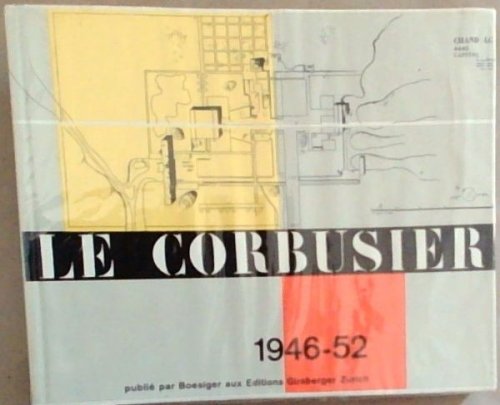 LE CORBUSIER
1946-52
publié par Boesiger aux Editions Girsberger Zurich